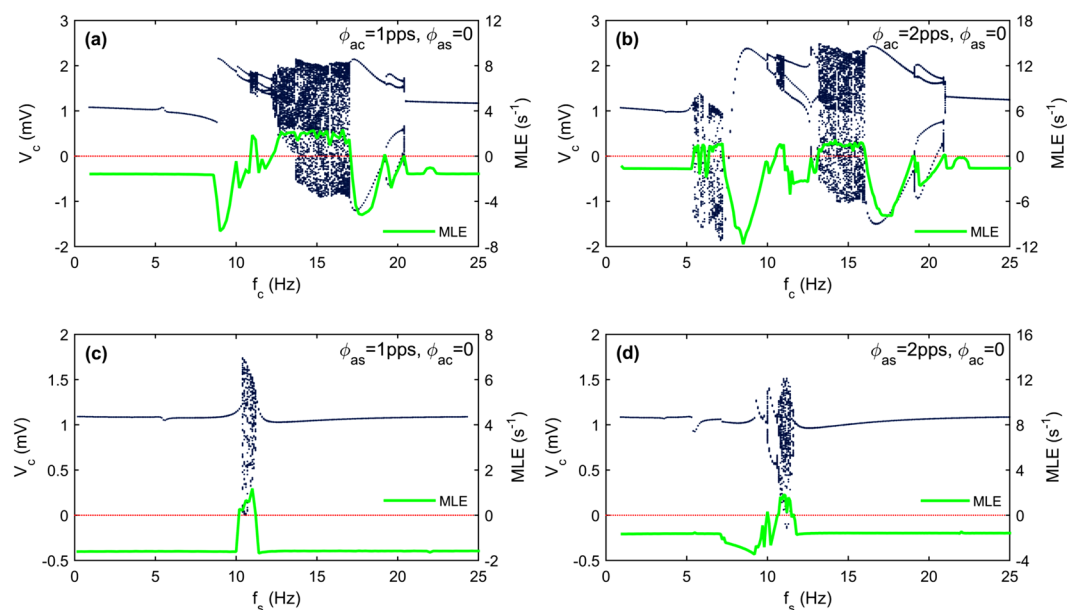 (a)
ϕac=1pps, ϕas=0
3
2
1
0
-1
-2
Vc (mV)
12
8
4
0
-4
-8
MLE (s-1)
MLE
0 5 10 15 20 25
fc (Hz)
(b)
ϕac=2pps, ϕas=0
3
2
1
0
-1
-2
Vc (mV)
18
12
6
0
-6
-12
MLE (s-1)
MLE
0 5 10 15 20 25
fc (Hz)
(c)
ϕas=1pps, ϕac=0
2
1.5
1
0.5
0
-0.5
Vc (mV)
8
6
4
2
0
-2
MLE (s-1)
MLE
0 5 10 15 20 25
fs (Hz)
(d)
ϕas=2pps, ϕac=0
2
1.5
1
0.5
0
-0.5
Vc (mV)
16
12
8
4
0
-4
MLE (s-1)
MLE
0 5 10 15 20 25
fs (Hz)